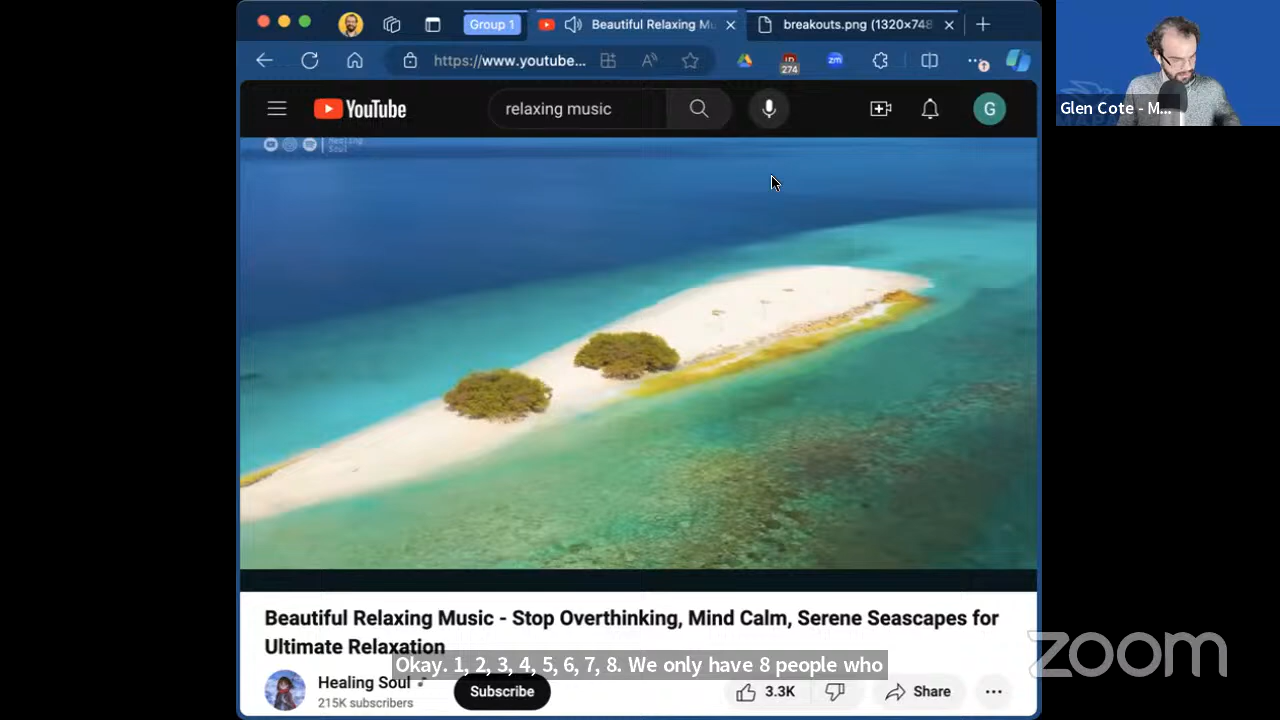 Group 1
Beautiful Relaxing Mu
breakouts.png (1320×748
https://www.youtube...
274
zm
YouTube
relaxing music
G
Healing
Soul
Glen Cote - M...
Beautiful Relaxing Music - Stop Overthinking, Mind Calm, Serene Seascapes for
Ultimate Relaxation
Okay. 1, 2, 3, 4, 5, 6, 7, 8. We only have 8 people who
Healing Soul
215K subscribers
Subscribe
3.3K
Share
zoom